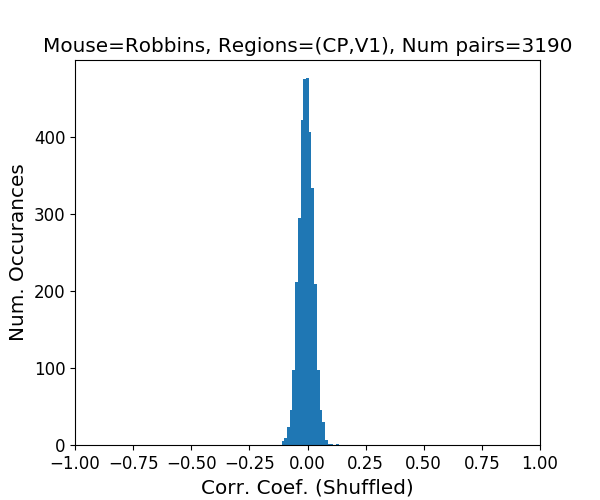 Mouse=Robbins, Regions=(CP,V1), Num pairs=3190
Num. Occurances
400
300
200
100
0
−1.00 −0.75 −0.50 −0.25 0.00 0.25 0.50 0.75 1.00
Corr. Coef. (Shuffled)